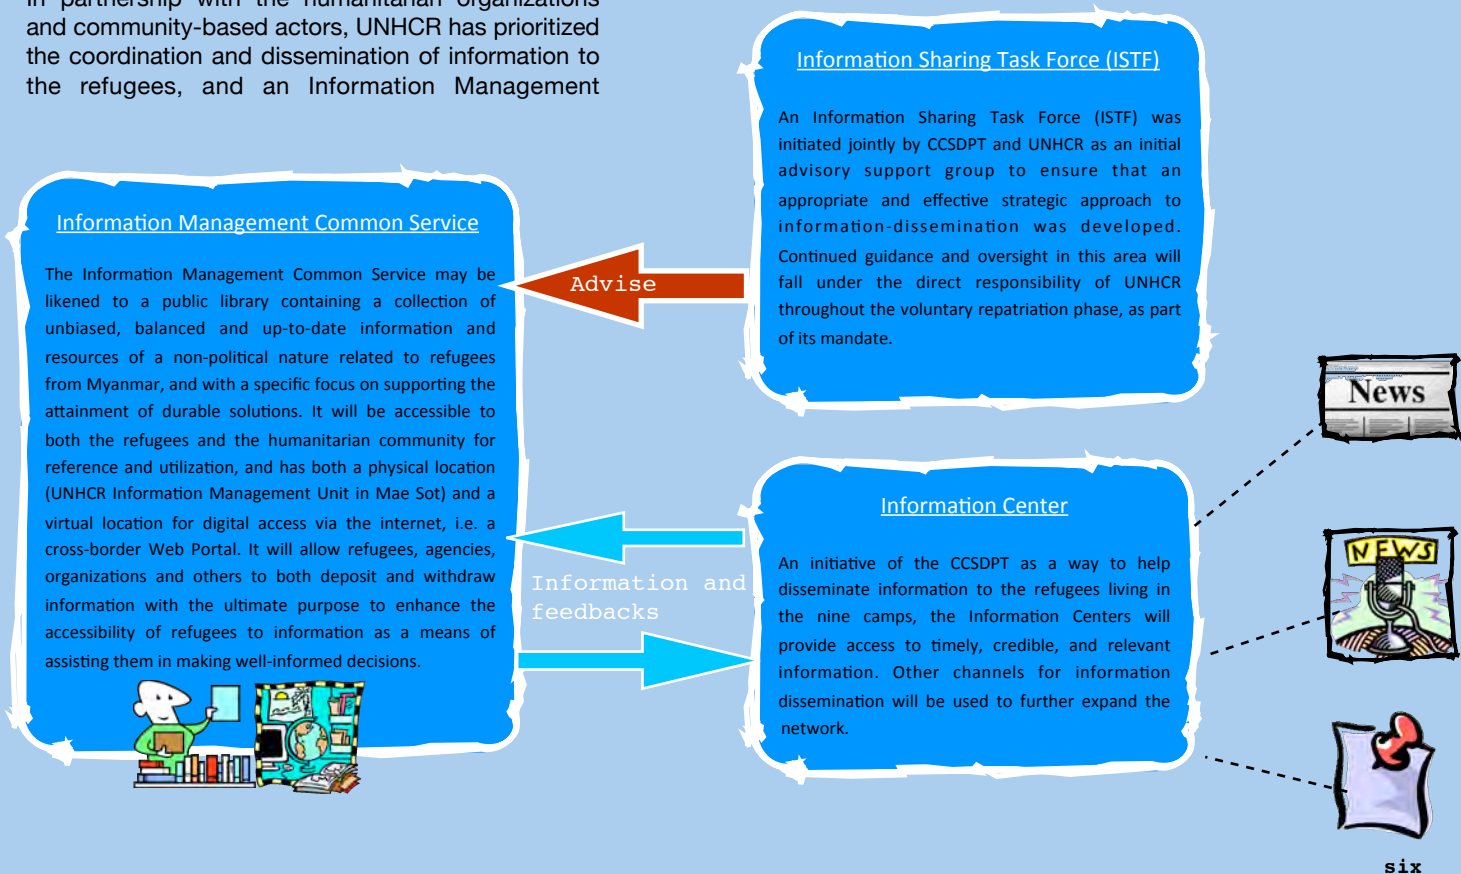 In partnership with the humanitarian organizations
and community-based actors, UNHCR has prioritized
the coordination and dissemination of information to
the refugees, and an Information Management
Information Management Common Service
The Information Management Common Service may be
likened to a public library containing a collection of
unbiased, balanced and up-to-date information and
resources of a non-political nature related to refugees
from Myanmar, and with a specific focus on supporting the
attainment of durable solutions. It will be accessible to
both the refugees and the humanitarian community for
reference and utilization, and has both a physical location
(UNHCR Information Management Unit in Mae Sot) and a
virtual location for digital access via the internet, i.e. a
cross-border Web Portal. It will allow refugees, agencies,
organizations and others to both deposit and withdraw
information with the ultimate purpose to enhance the
accessibility of refugees to information as a means of
assisting them in making well-informed decisions.
Advise
Information and
feedbacks
Information Sharing Task Force (ISTF)
An Information Sharing Task Force (ISTF) was
initiated jointly by CCSDPT and UNHCR as an initial
advisory support group to ensure that an
appropriate and effective strategic approach to
information-dissemination was developed.
Continued guidance and oversight in this area will
fall under the direct responsibility of UNHCR
throughout the voluntary repatriation phase, as part
of its mandate.
Information Center
An initiative of the CCSDPT as a way to help
disseminate information to the refugees living in
the nine camps, the Information Centers will
provide access to timely, credible, and relevant
information. Other channels for information
dissemination will be used to further expand the
network.
News
NEWS
six